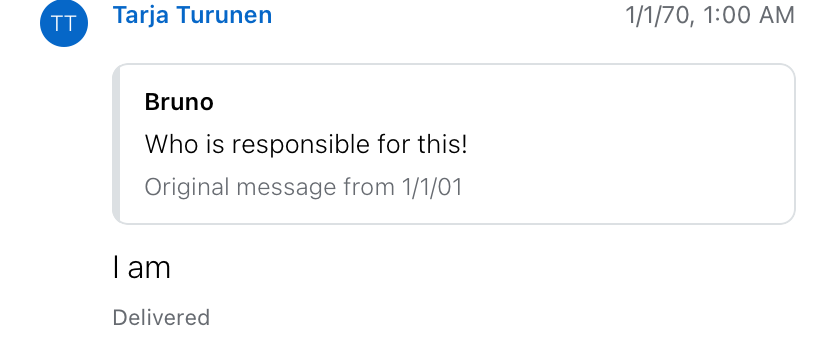 TT
Tarja Turunen
1/1/70, 1:00 AM
Bruno
Who is responsible for this!
Original message from 1/1/01
I am
Delivered